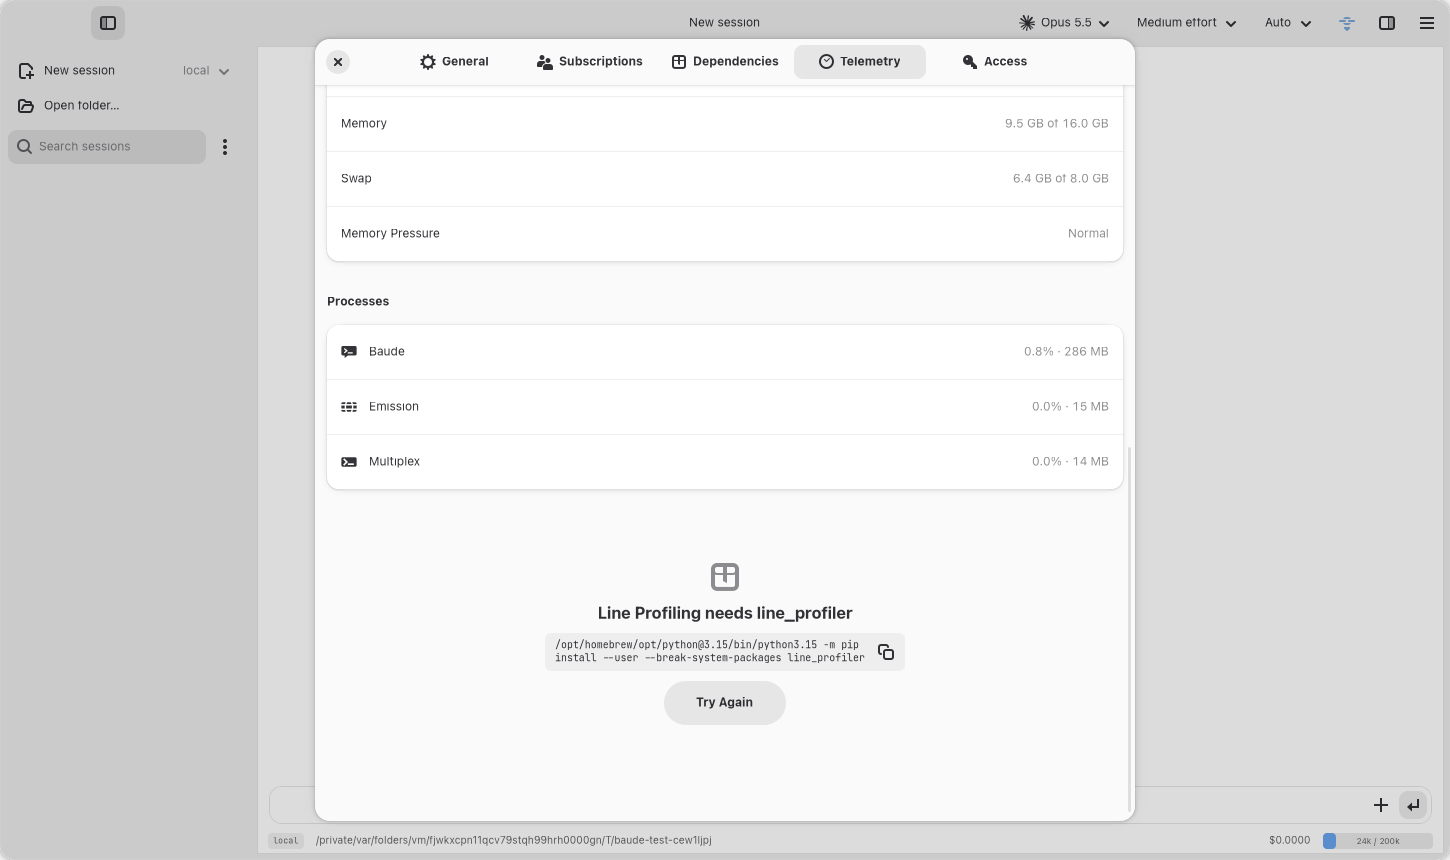 New session
Opus 5.5
Medium effort
Auto
New session
local
Open folder...
Search sessions
General
Subscriptions
Dependencies
Telemetry
Access
Memory
9.5 GB of 16.0 GB
Swap
6.4 GB of 8.0 GB
Memory Pressure
Normal
Processes
Baude
0.8% · 286 MB
Emission
0.0% · 15 MB
Multiplex
0.0% · 14 MB
Line Profiling needs line_profiler
/opt/homebrew/opt/python@3.15/bin/python3.15 -m pip
install --user --break-system-packages line_profiler
Try Again
local
/private/var/folders/vm/fjwkxcpn11qcv79stqh99hrh0000gn/T/baude-test-cew1ljpj
$0.0000
24k / 200k